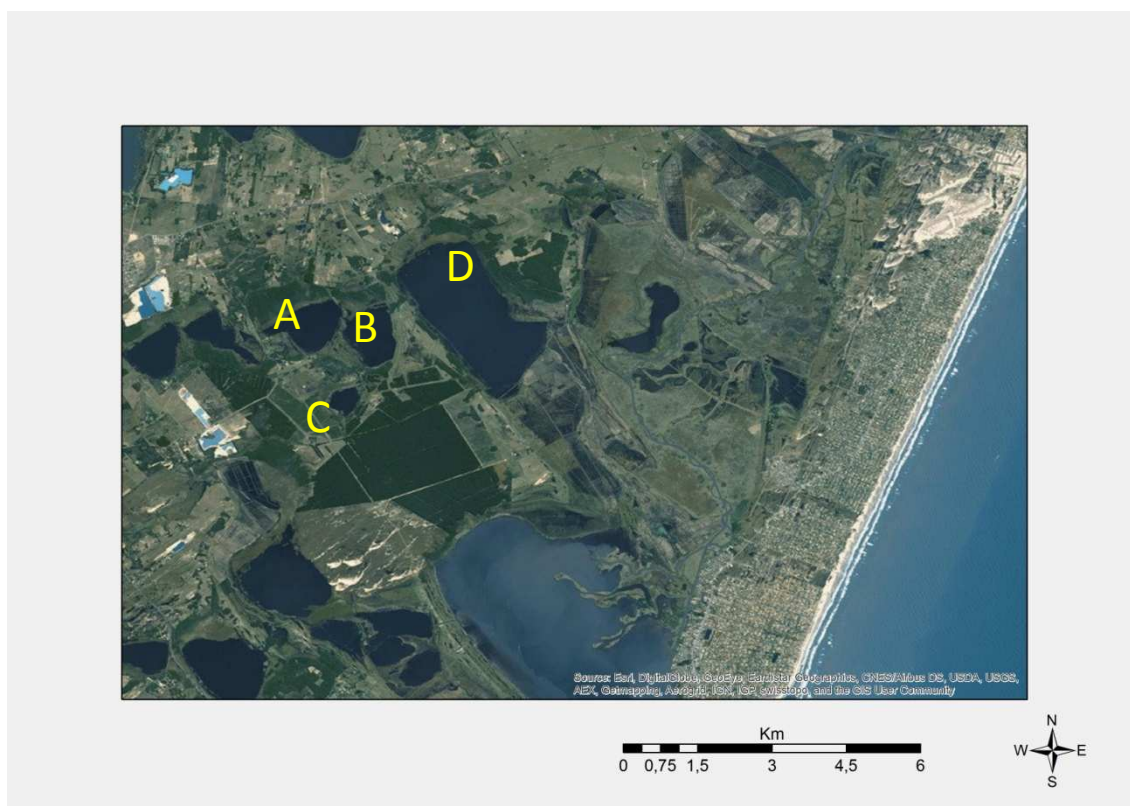 D
A
B
C
Source: Esri, DigitalGlobe, GeoEye, Earthstar Geographics, CNES/Airbus DS, USDA, USGS,
AEX, Getmapping, Aerogrid, IGN, IGP, swisstopo, and the GIS User Community
Km
0 0,75 1,5 3 4,5 6
N
W E
S